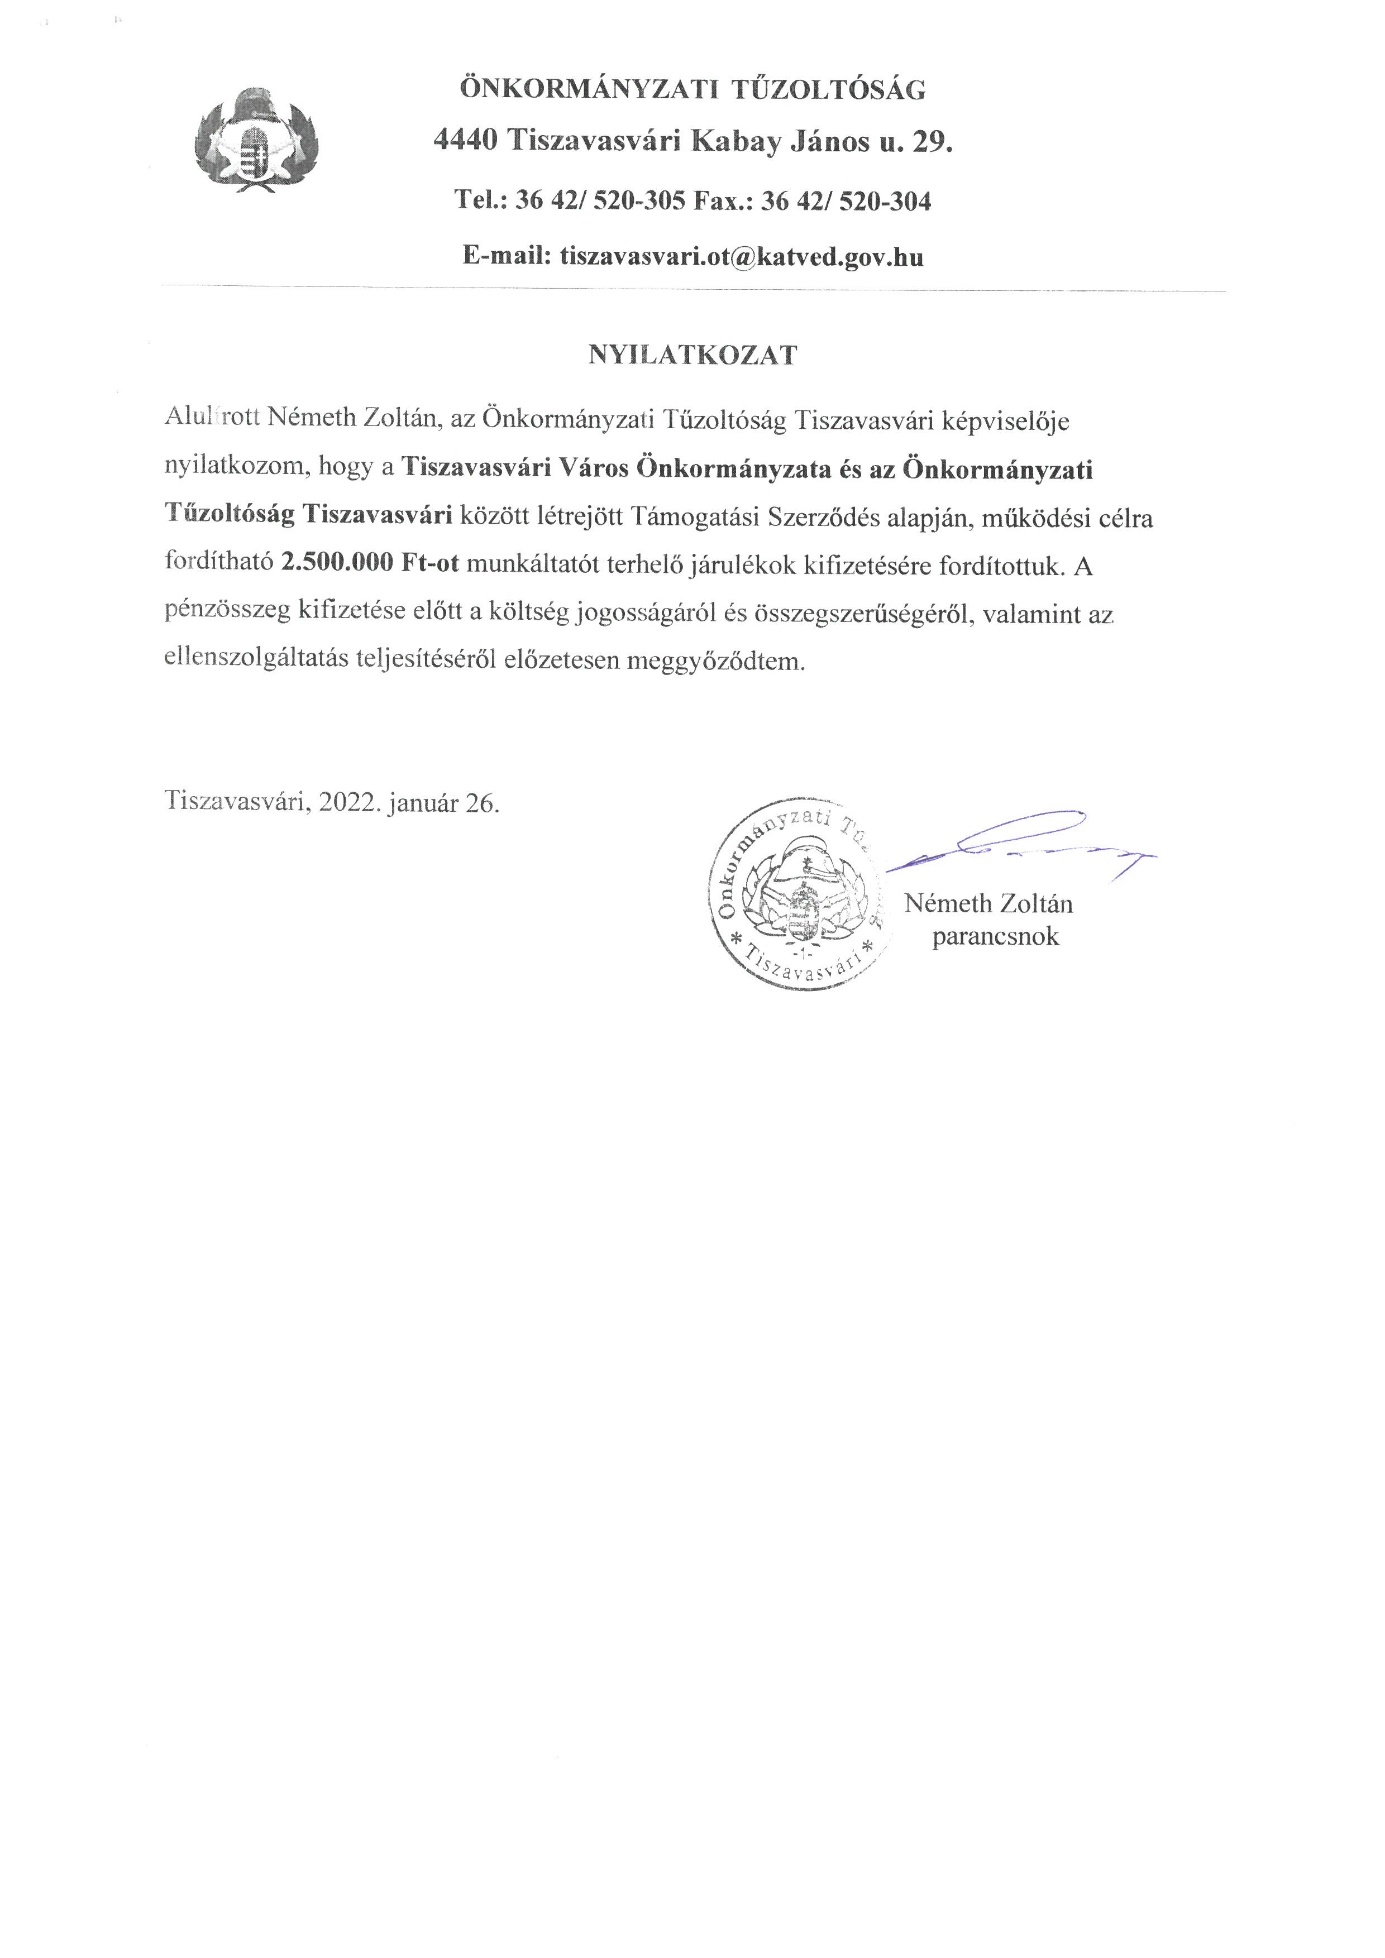 ÖNKORMÁNYZATI TŰZOLTÓSÁG
4440 Tiszavasvári Kabay János u. 29.
Tel.: 36 42/ 520-305 Fax.: 36 42/ 520-304
E-mail: tiszavasvari.ot@katved.gov.hu
NYILATKOZAT
Alulírott Németh Zoltán, az Önkormányzati Tűzoltóság Tiszavasvári képviselője
nyilatkozom, hogy a Tiszavasvári Város Önkormányzata és az Önkormányzati
Tűzoltóság Tiszavasvári között létrejött Támogatási Szerződés alapján, működési célra
fordítható 2.500.000 Ft-ot munkáltatót terhelő járulékok kifizetésére fordítottuk. A
pénzösszeg kifizetése előtt a költség jogosságáról és összegszerűségéről, valamint az
ellenszolgáltatás teljesítéséről előzetesen meggyőződtem.
Tiszavasvári, 2022. január 26.
Önkormányzati
* Tiszavasvári *
-1-
Németh Zoltán
parancsnok